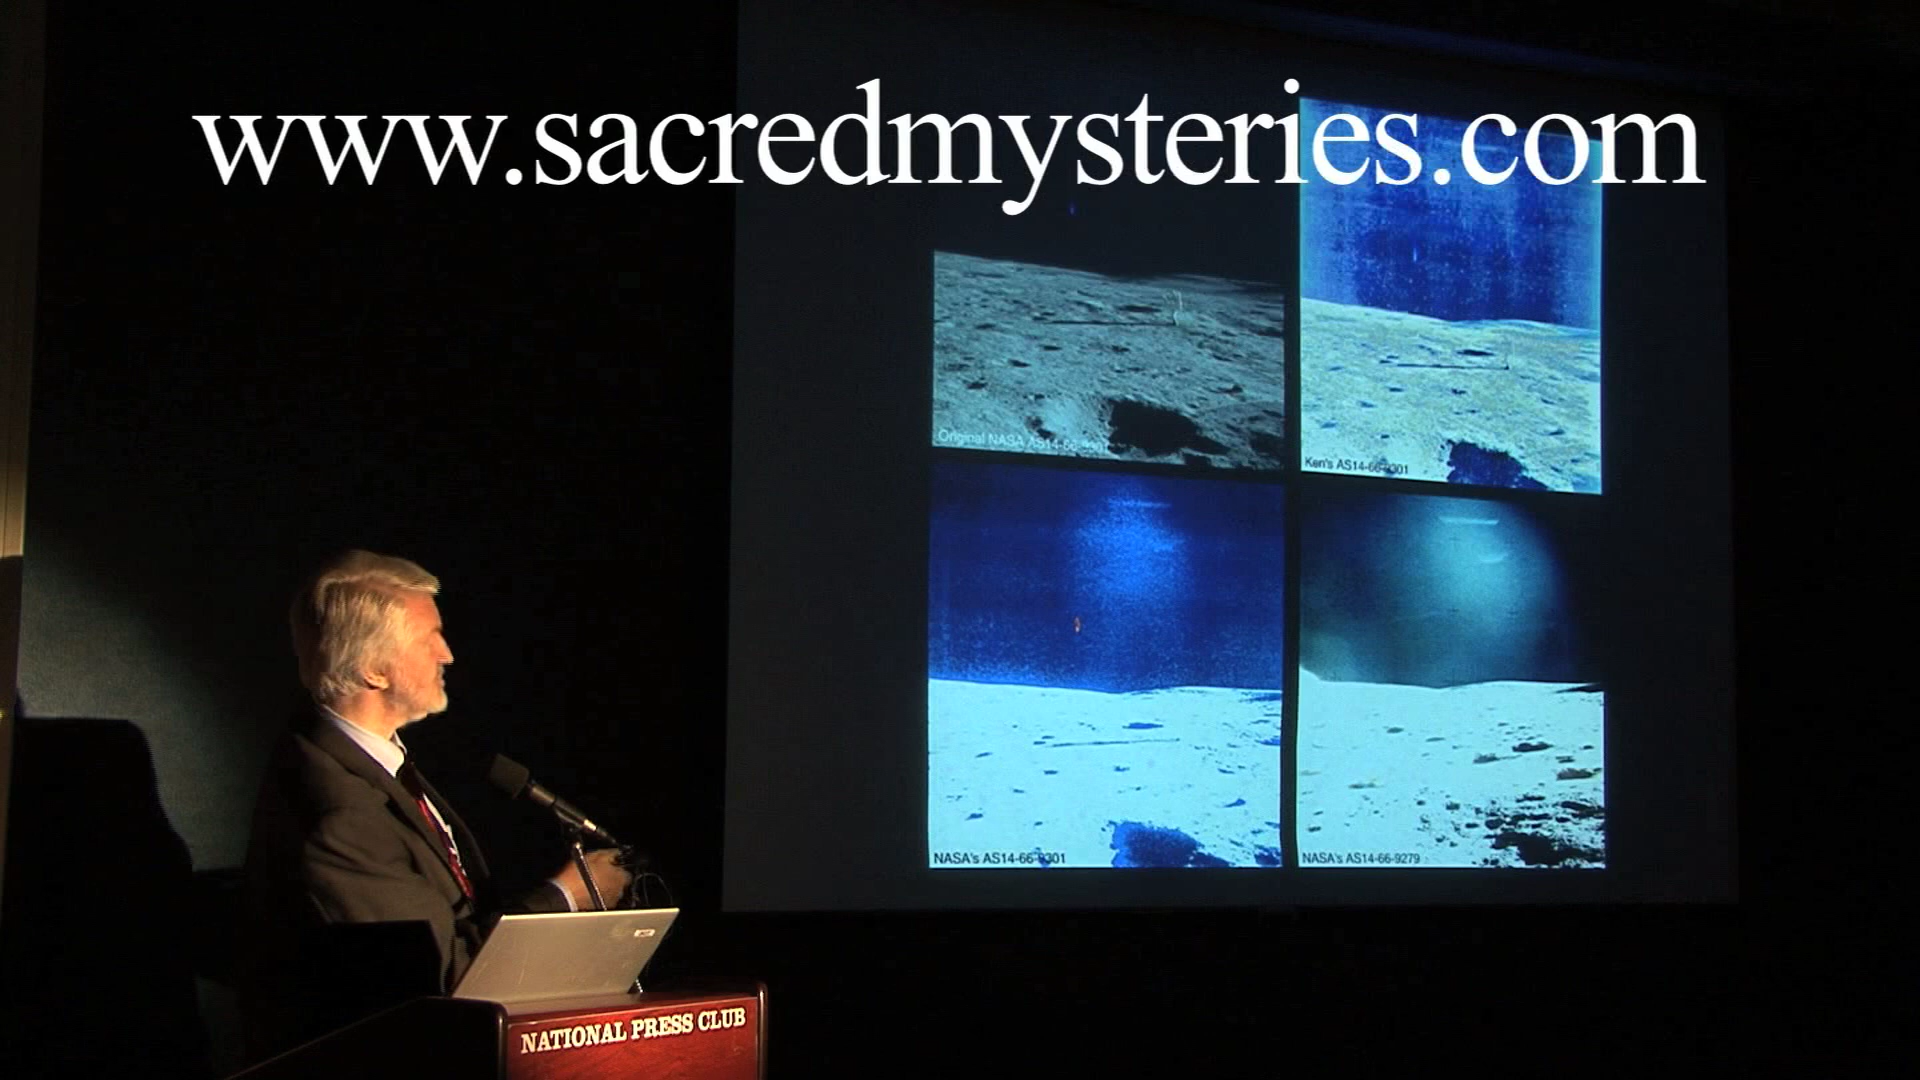 www.sacredmysteries.com
Original NASA AS14-66-9301
Ken's AS14-66-9301
NASA's AS14-66-9301
NASA's AS14-66-9279
NATIONAL PRESS CLUB